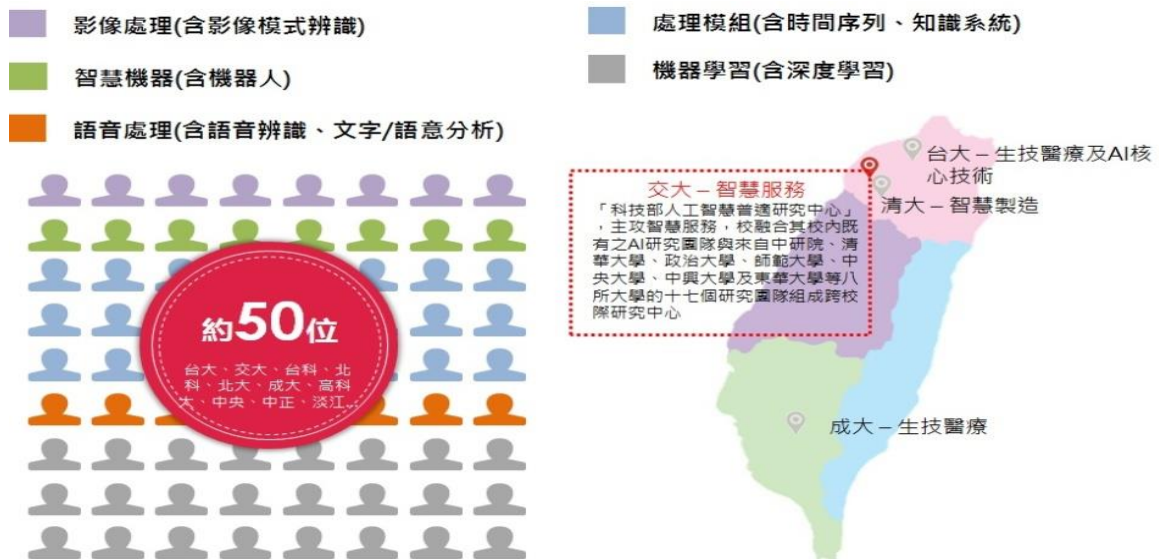 影像處理(含影像模式辨識)
智慧機器(含機器人)
語音處理(含語音辨識、文字/語意分析)
處理模組(含時間序列、知識系統)
機器學習(含深度學習)
約50位
台大、交大、台科、北
科、北大、成大、高科
大、中央、中正、淡江...
台大 – 生技醫療及AI核
心技術
清大 – 智慧製造
交大 – 智慧服務
「科技部人工智慧普適研究中心」
，主攻智慧服務，校融合其校內既
有之AI研究團隊與來自中研院、清
華大學、政治大學、師範大學、中
央大學、中興大學及東華大學等八
所大學的十七個研究團隊組成跨校
際研究中心
成大 – 生技醫療